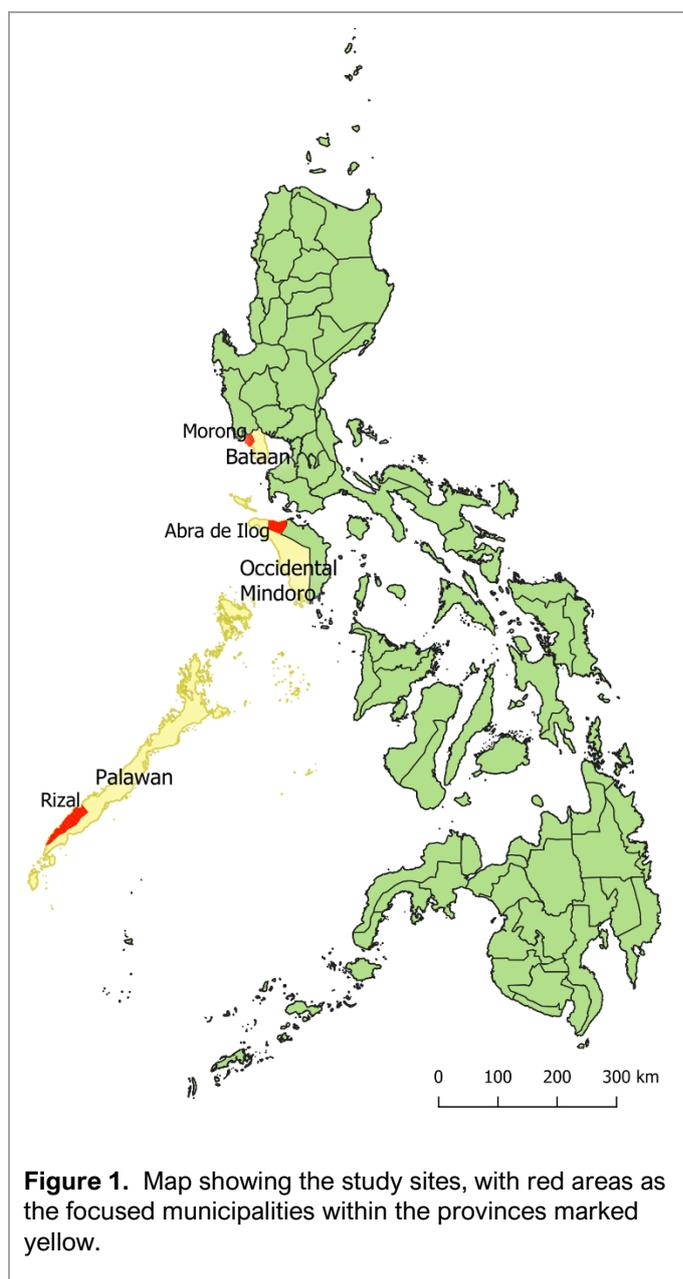 Morong
Bataan
Abra de Ilog
Occidental
Mindoro
Palawan
Rizal
0 100 200 300 km
Figure 1. Map showing the study sites, with red areas as
the focused municipalities within the provinces marked
yellow.